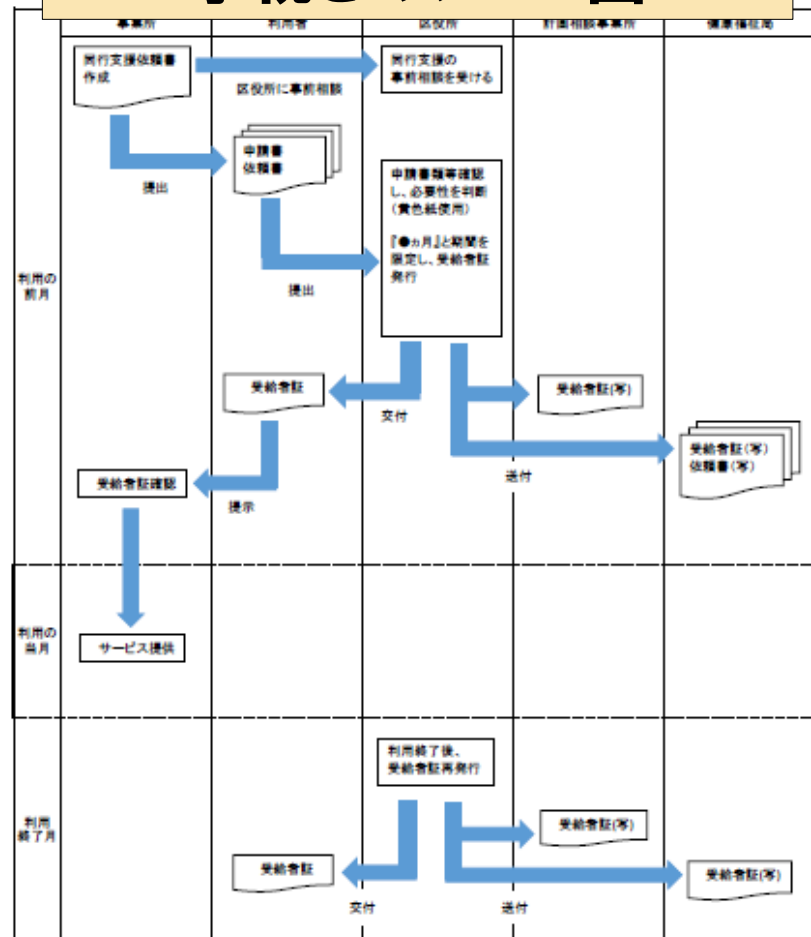 事業所
利用者
区役所
計画相談事業所
健康福祉局
同行支援依頼書
作成
区役所に事前相談
同行支援の
事前相談を受ける
提出
申請書
依頼書
申請書類等確認
し、必要性を判断
(黄色紙使用)
『●ヵ月』と期間を
限定し、受給者証
発行
提出
利用の
前月
受給者証
交付
受給者証(写)
受給者証(写)
依頼書(写)
送付
受給者証確認
提示
利用の
当月
サービス提供
利用終了後、
受給者証再発行
利用
終了月
受給者証(写)
受給者証
受給者証(写)
交付
送付